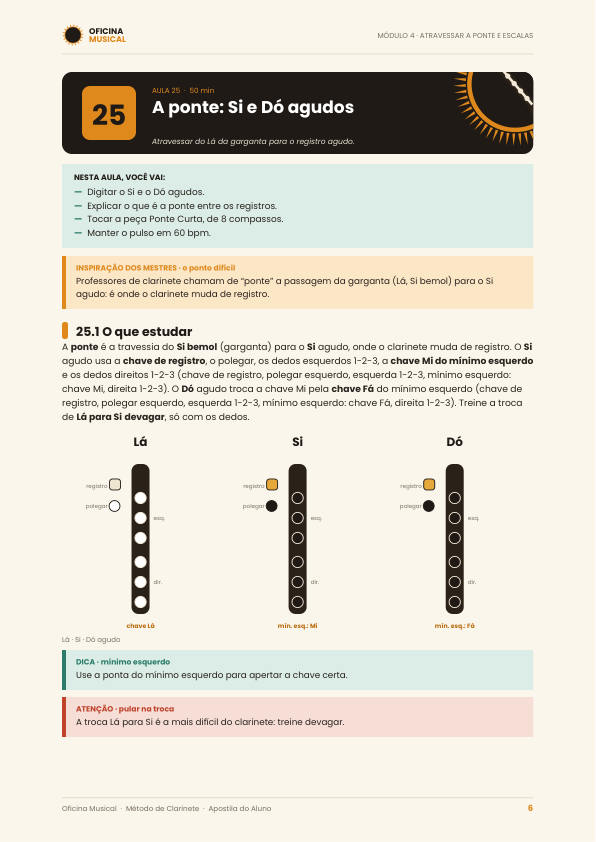 OFICINA
MUSICAL
MÓDULO 4 · ATRAVESSAR A PONTE E ESCALAS
25
AULA 25 · 50 min
A ponte: Si e Dó agudos
Atravessar do Lá da garganta para o registro agudo.
NESTA AULA, VOCÊ VAI:
— Digitar o Si e o Dó agudos.
— Explicar o que é a ponte entre os registros.
— Tocar a peça Ponte Curta, de 8 compassos.
— Manter o pulso em 60 bpm.
INSPIRAÇÃO DOS MESTRES · o ponto difícil
Professores de clarinete chamam de “ponte” a passagem da garganta (Lá, Si bemol) para o Si
agudo: é onde o clarinete muda de registro.
25.1 O que estudar
A ponte é a travessia do Si bemol (garganta) para o Si agudo, onde o clarinete muda de registro. O Si
agudo usa a chave de registro, o polegar, os dedos esquerdos 1-2-3, a chave Mi do mínimo esquerdo
e os dedos direitos 1-2-3 (chave de registro, polegar esquerdo, esquerda 1-2-3, mínimo esquerdo:
chave Mi, direita 1-2-3). O Dó agudo troca a chave Mi pela chave Fá do mínimo esquerdo (chave de
registro, polegar esquerdo, esquerda 1-2-3, mínimo esquerdo: chave Fá, direita 1-2-3). Treine a troca
de Lá para Si devagar, só com os dedos.
Lá Si Dó
registro registro registro
polegar polegar polegar
esq. esq. esq.
dir. dir. dir.
chave Lá mín. esq.: Mi mín. esq.: Fá
Lá · Si · Dó agudo
DICA · mínimo esquerdo
Use a ponta do mínimo esquerdo para apertar a chave certa.
ATENÇÃO · pular na troca
A troca Lá para Si é a mais difícil do clarinete: treine devagar.
Oficina Musical · Método de Clarinete · Apostila do Aluno
6